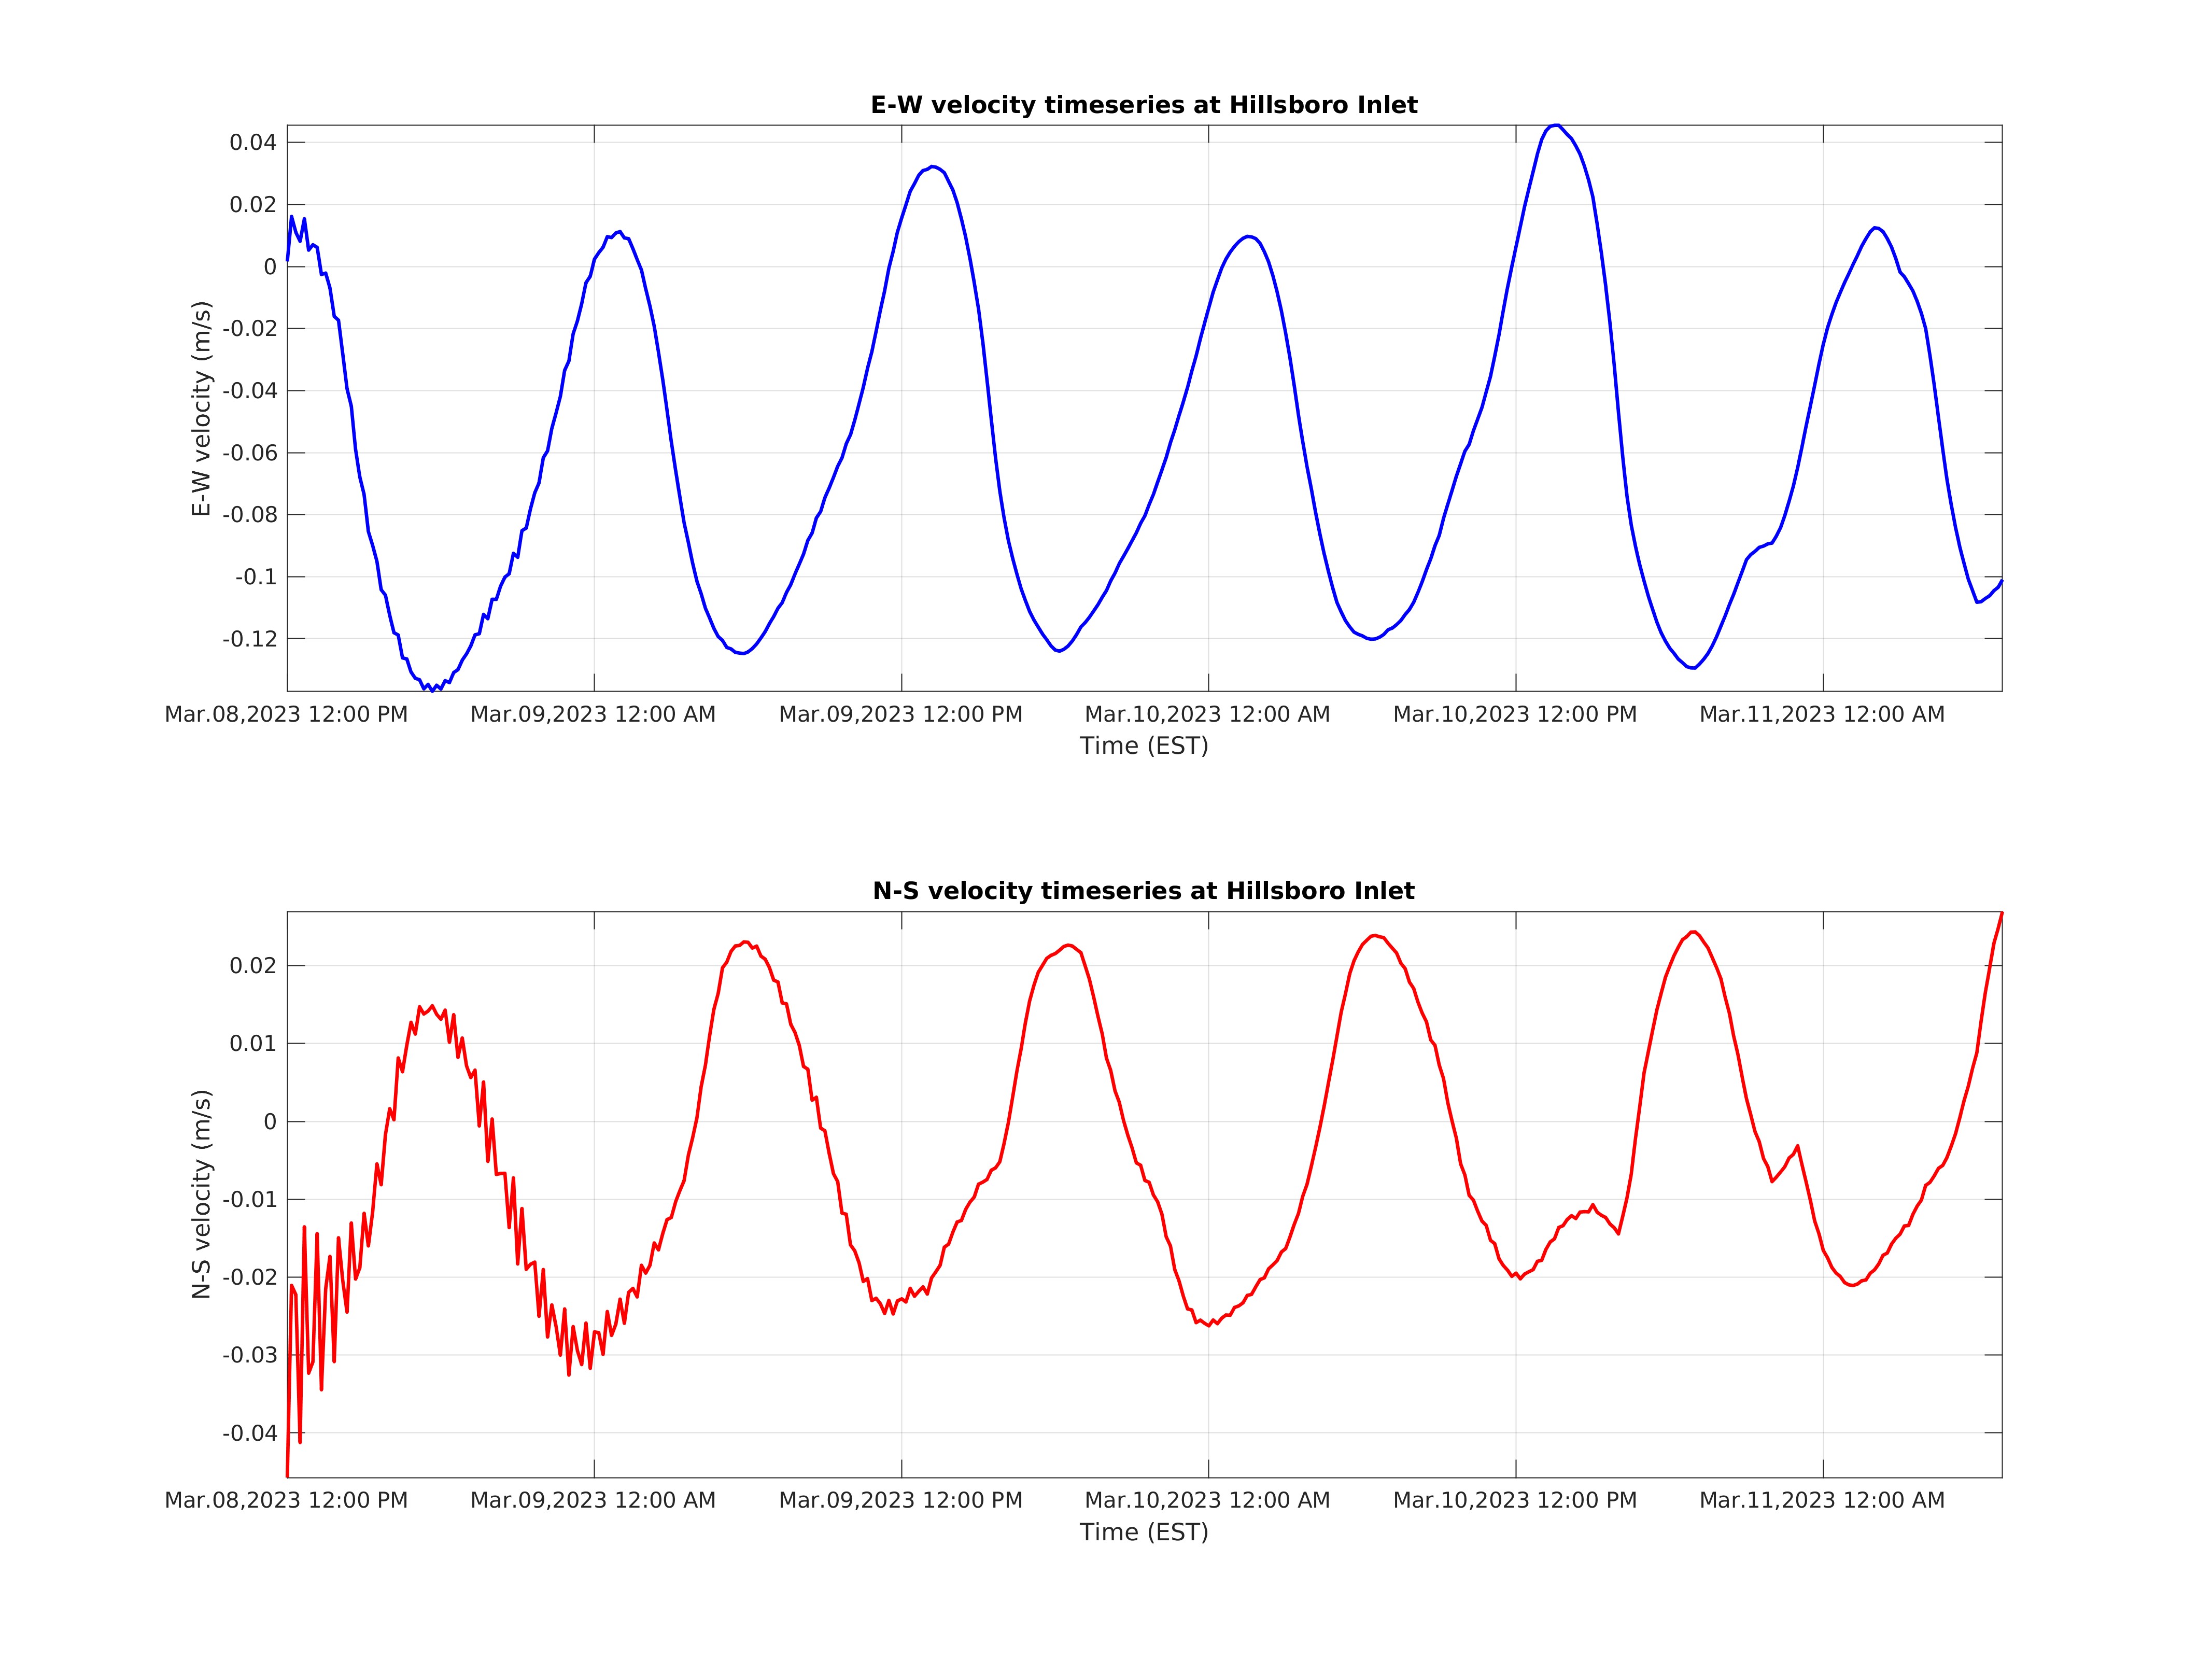 E-W velocity timeseries at Hillsboro Inlet
E-W velocity (m/s)
0.04
0.02
0
-0.02
-0.04
-0.06
-0.08
-0.1
-0.12
Mar.08,2023 12:00 PM Mar.09,2023 12:00 AM Mar.09,2023 12:00 PM Mar.10,2023 12:00 AM Mar.10,2023 12:00 PM Mar.11,2023 12:00 AM
Time (EST)
N-S velocity timeseries at Hillsboro Inlet
N-S velocity (m/s)
0.02
0.01
0
-0.01
-0.02
-0.03
-0.04
Mar.08,2023 12:00 PM Mar.09,2023 12:00 AM Mar.09,2023 12:00 PM Mar.10,2023 12:00 AM Mar.10,2023 12:00 PM Mar.11,2023 12:00 AM
Time (EST)